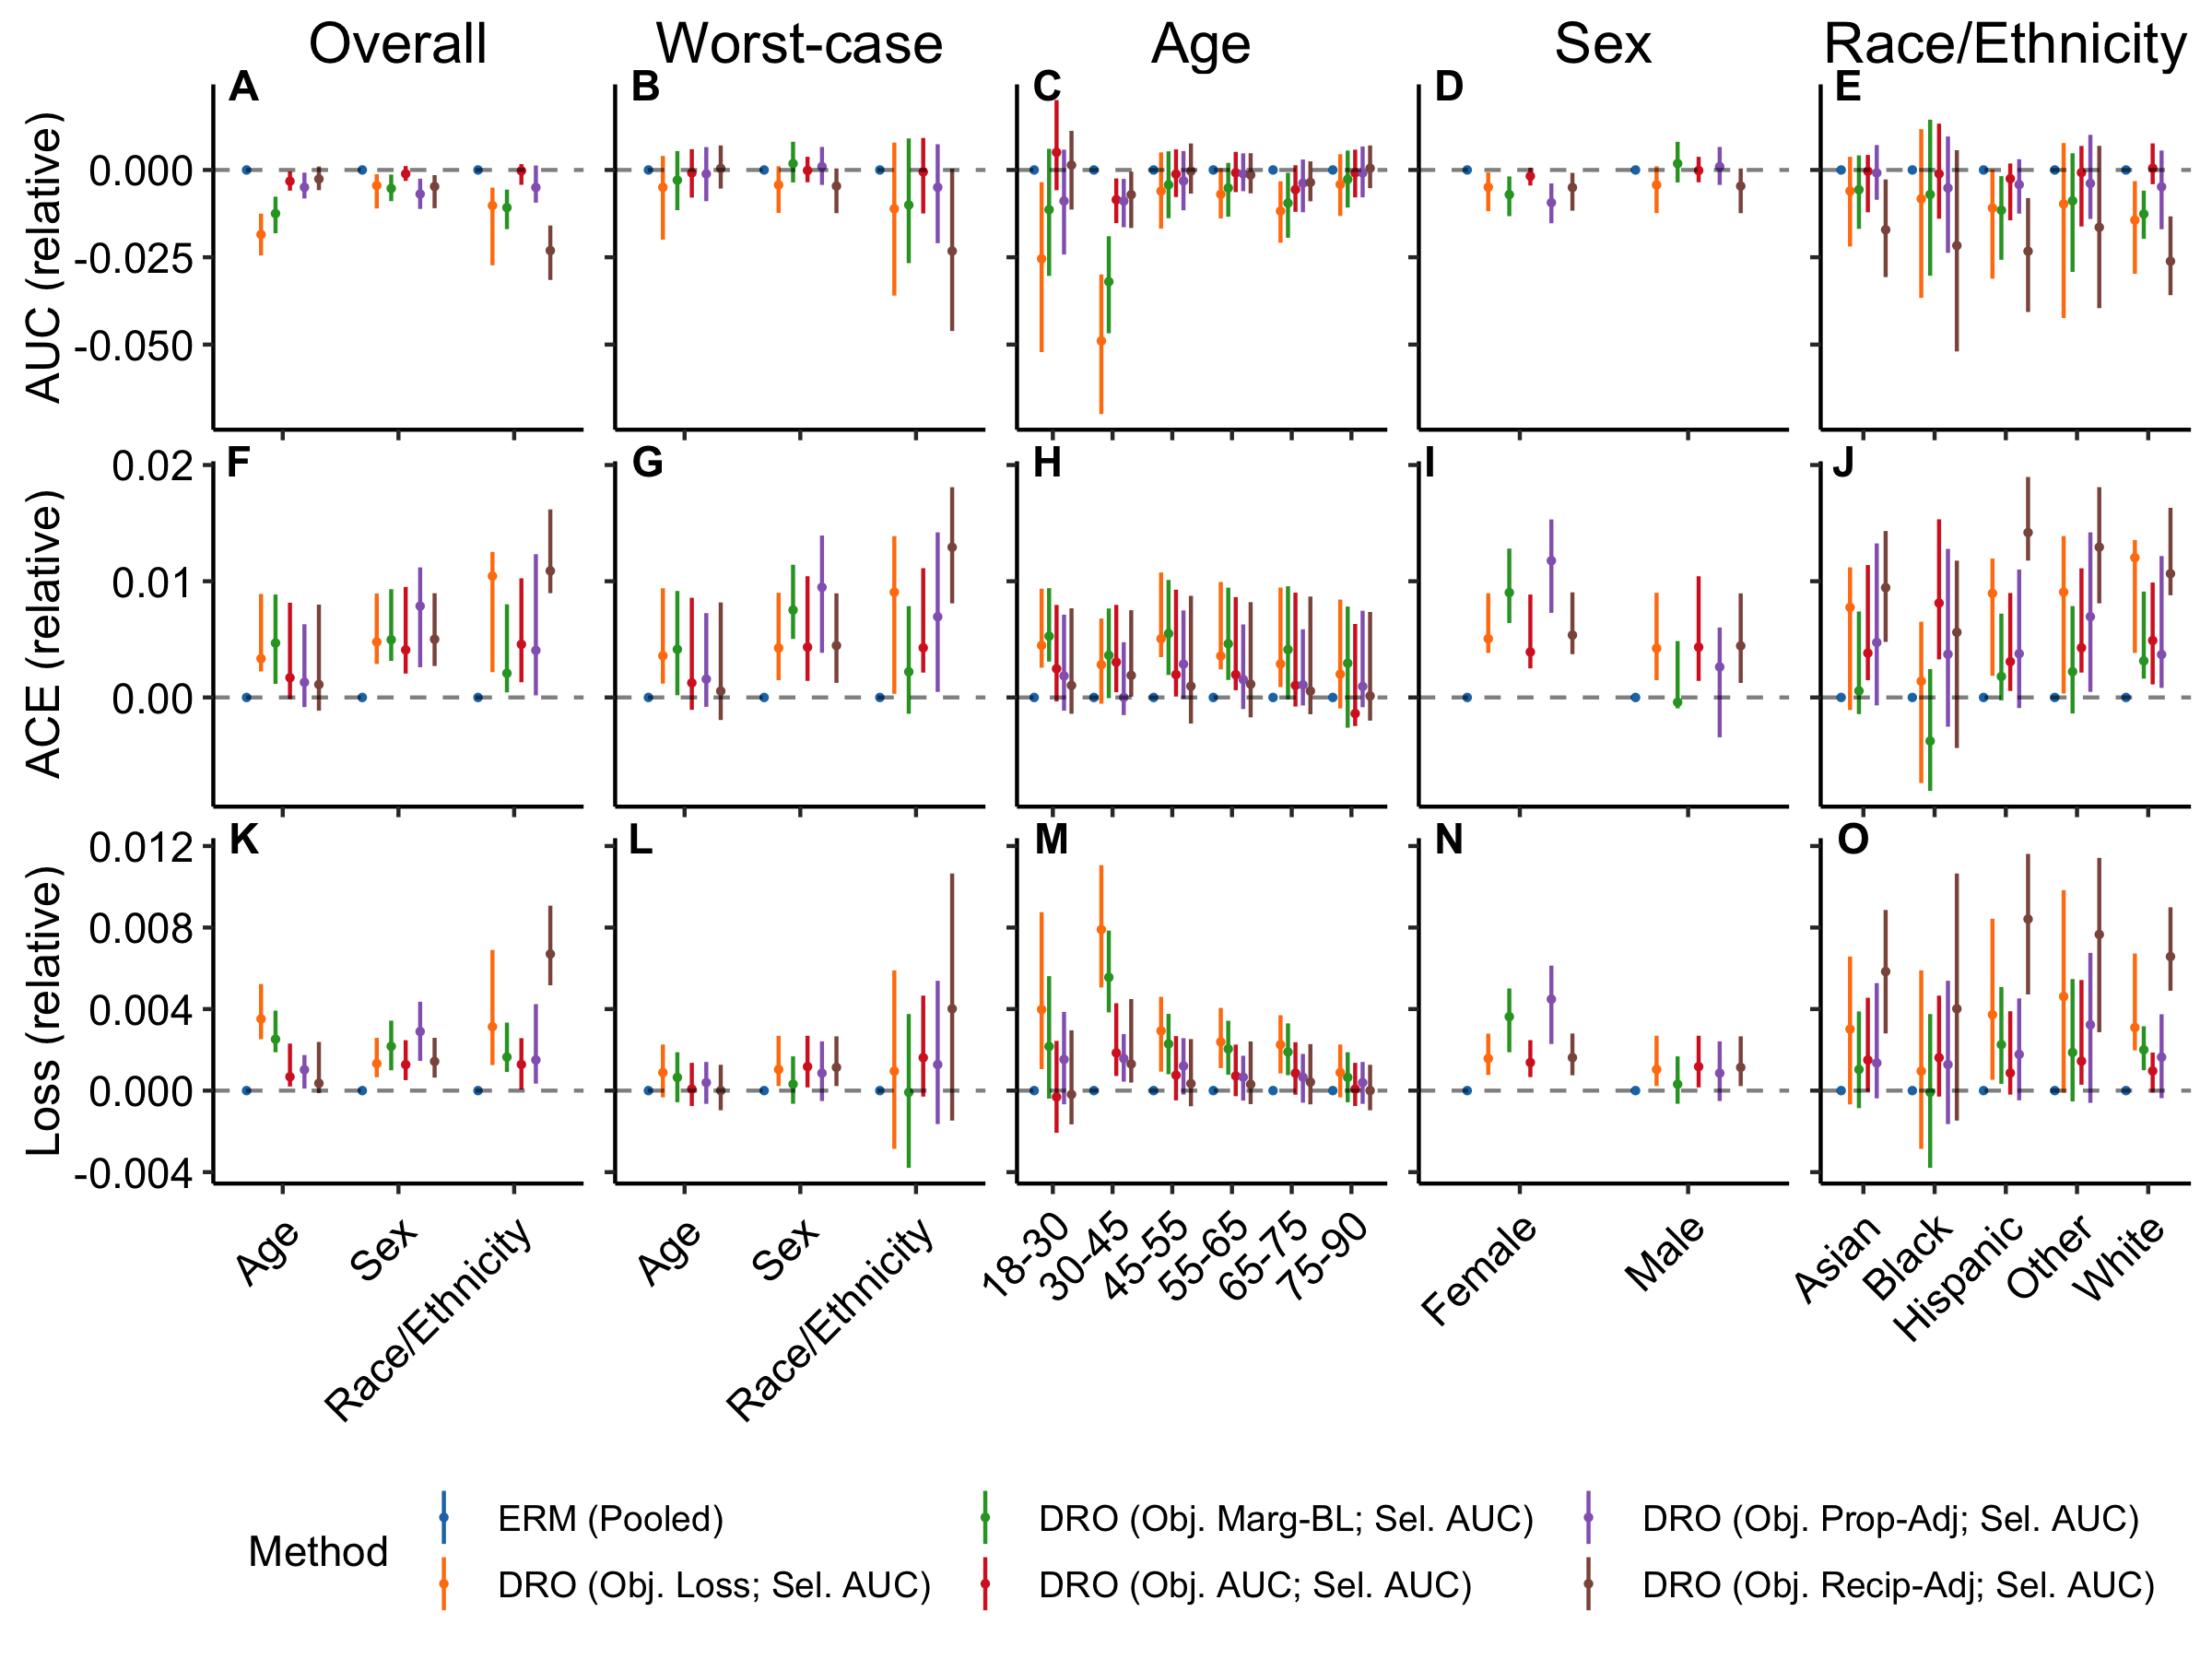 Overall Worst-case Age Sex Race/Ethnicity
A B C D E
AUC (relative)
0.000
-0.025
-0.050
F G H I J
ACE (relative)
0.02
0.01
0.00
K L M N O
Loss (relative)
0.012
0.008
0.004
0.000
-0.004
Age Sex Race/Ethnicity
Age Sex Race/Ethnicity
18-30 30-45 45-55 55-65 65-75 75-90
Female Male
Asian Black Hispanic Other White
Method
ERM (Pooled) DRO (Obj. Marg-BL; Sel. AUC) DRO (Obj. Prop-Adj; Sel. AUC)
DRO (Obj. Loss; Sel. AUC) DRO (Obj. AUC; Sel. AUC) DRO (Obj. Recip-Adj; Sel. AUC)